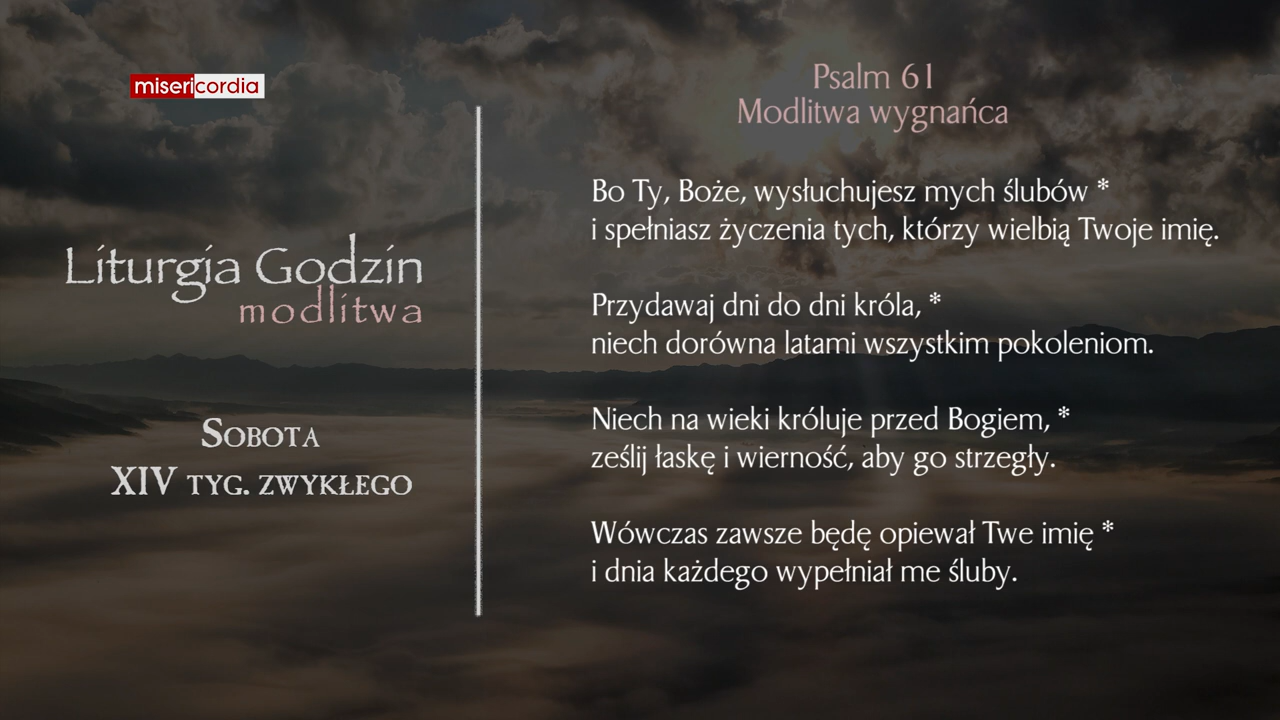 misericordia
Liturgia Godzin
modlitwa
Sobota
XIV tyg. zwykłego
Psalm 61
Modlitwa wygnańca
Bo Ty, Boże, wysłuchujesz mych ślubów *
i spełniasz życzenia tych, którzy wielbią Twoje imię.
Przydawaj dni do dni króla, *
niech dorówna latami wszystkim pokoleniom.
Niech na wieki króluje przed Bogiem, *
ześlij łaskę i wierność, aby go strzegły.
Wówczas zawsze będę opiewał Twe imię *
i dnia każdego wypełniał me śluby.